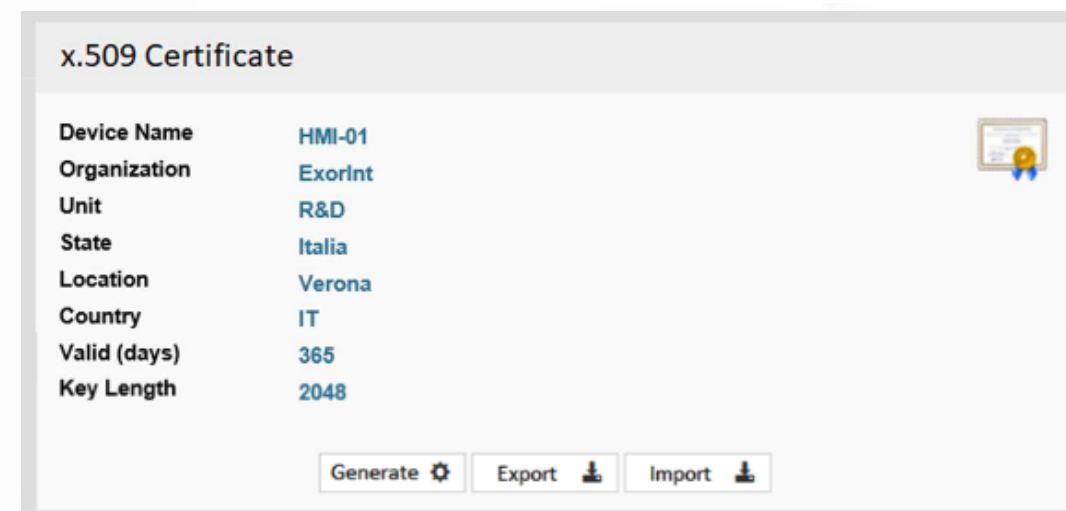 x.509 Certificate
Device Name HMI-01
Organization ExorInt
Unit R&D
State Italia
Location Verona
Country IT
Valid (days) 365
Key Length 2048
Generate Export Import